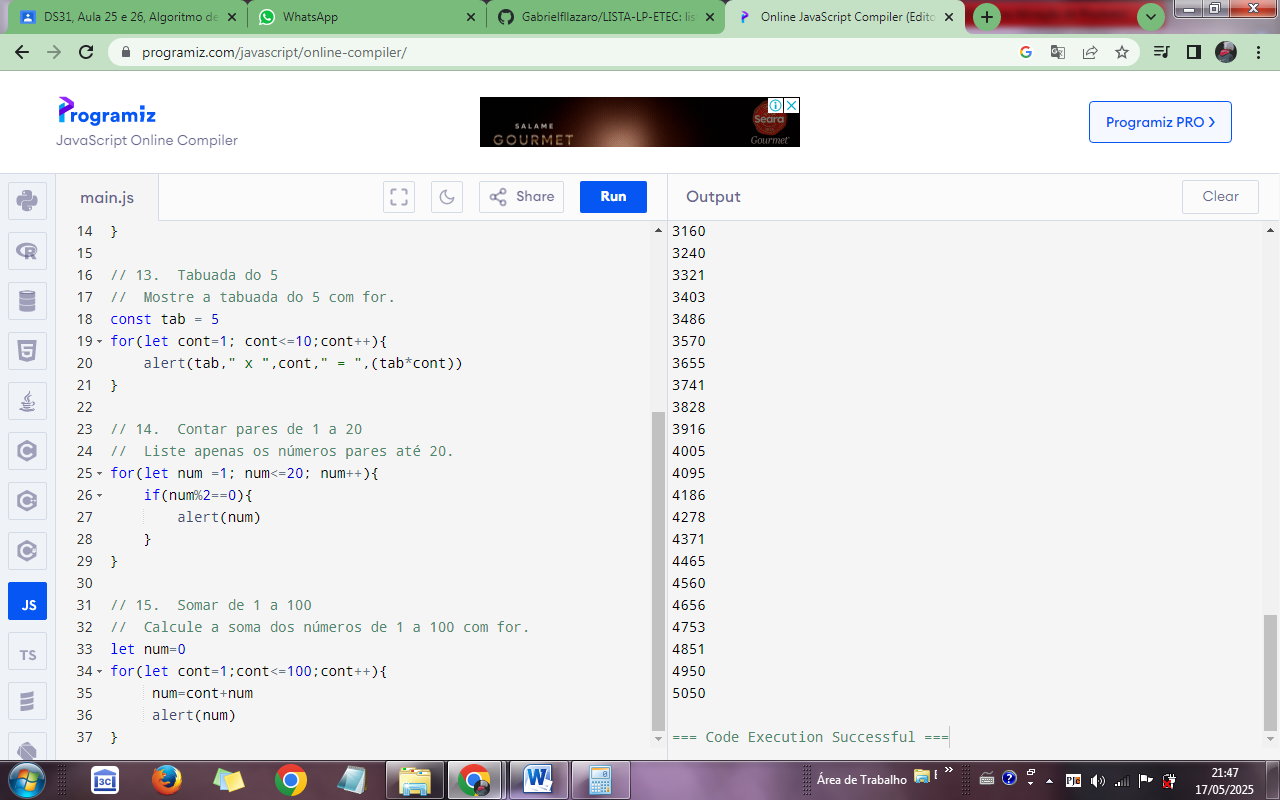 DS31, Aula 25 e 26, Algoritmo de
WhatsApp
Gabrielfllazaro/LISTA-LP-ETEC: lis
Online JavaScript Compiler (Edito
programiz.com/javascript/online-compiler/
Programiz
JavaScript Online Compiler
SALAME
GOURMET
Seara
Gourmet
Programiz PRO
main.js
Share
Run
Output
Clear
14 }
15
16 // 13.  Tabuada do 5
17 //  Mostre a tabuada do 5 com for.
18 const tab = 5
19 for(let cont=1; cont<=10;cont++){
20     alert(tab," x ",cont," = ",(tab*cont))
21 }
22
23 // 14.  Contar pares de 1 a 20
24 //  Liste apenas os números pares até 20.
25 for(let num =1; num<=20; num++){
26     if(num%2==0){
27         alert(num)
28     }
29 }
30
31 // 15.  Somar de 1 a 100
32 //  Calcule a soma dos números de 1 a 100 com for.
33 let num=0
34 for(let cont=1;cont<=100;cont++){
35      num=cont+num
36      alert(num)
37 }
3160
3240
3321
3403
3486
3570
3655
3741
3828
3916
4005
4095
4186
4278
4371
4465
4560
4656
4753
4851
4950
5050
=== Code Execution Successful ===
JS
TS
3C
Área de Trabalho
PJe
21:47
17/05/2025